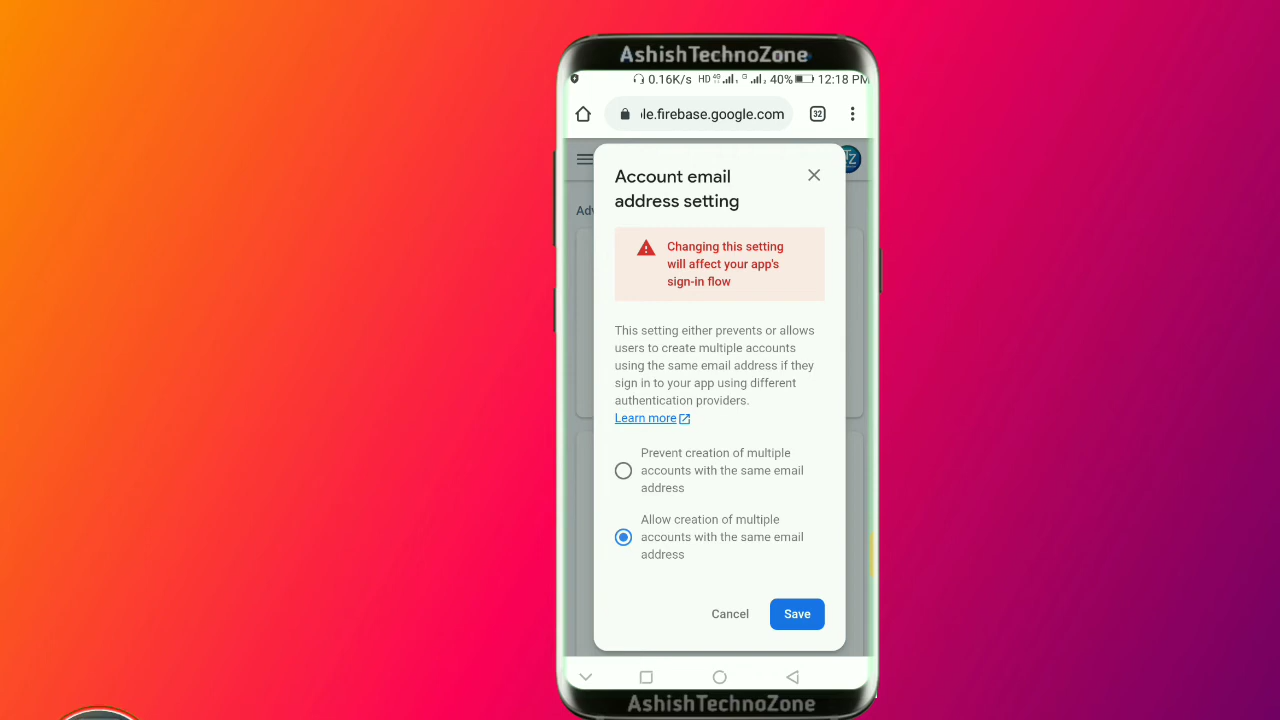 AshishTechnoZone
0.16K/s HD 4G 40% 12:18 PM
le.firebase.google.com 32
TZ
Adv
Account email
address setting
Changing this setting
will affect your app's
sign-in flow
This setting either prevents or allows
users to create multiple accounts
using the same email address if they
sign in to your app using different
authentication providers.
Learn more
Prevent creation of multiple
accounts with the same email
address
Allow creation of multiple
accounts with the same email
address
Cancel Save
AshishTechnoZone